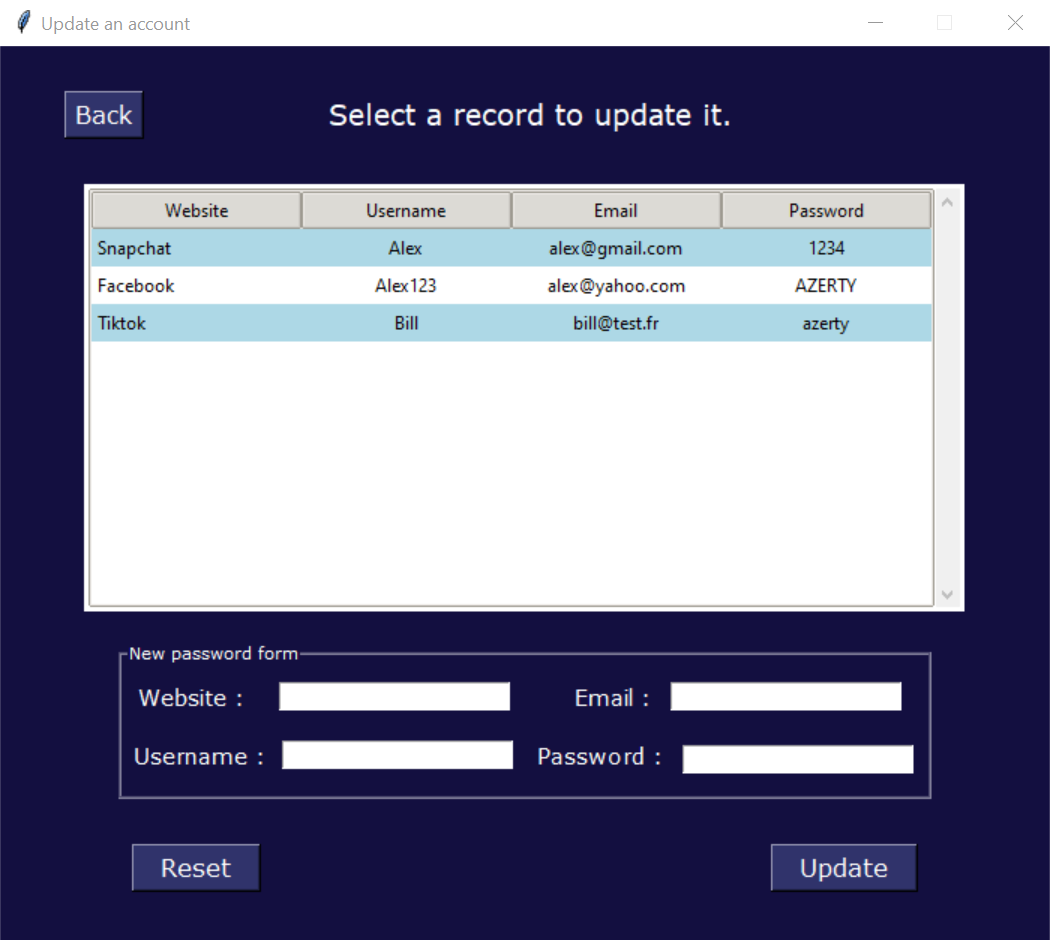 Update an account
Back
Select a record to update it.
Website Username Email Password
Snapchat Alex alex@gmail.com 1234
Facebook Alex123 alex@yahoo.com AZERTY
Tiktok Bill bill@test.fr azerty
New password form
Website : Email :
Username : Password :
Reset Update